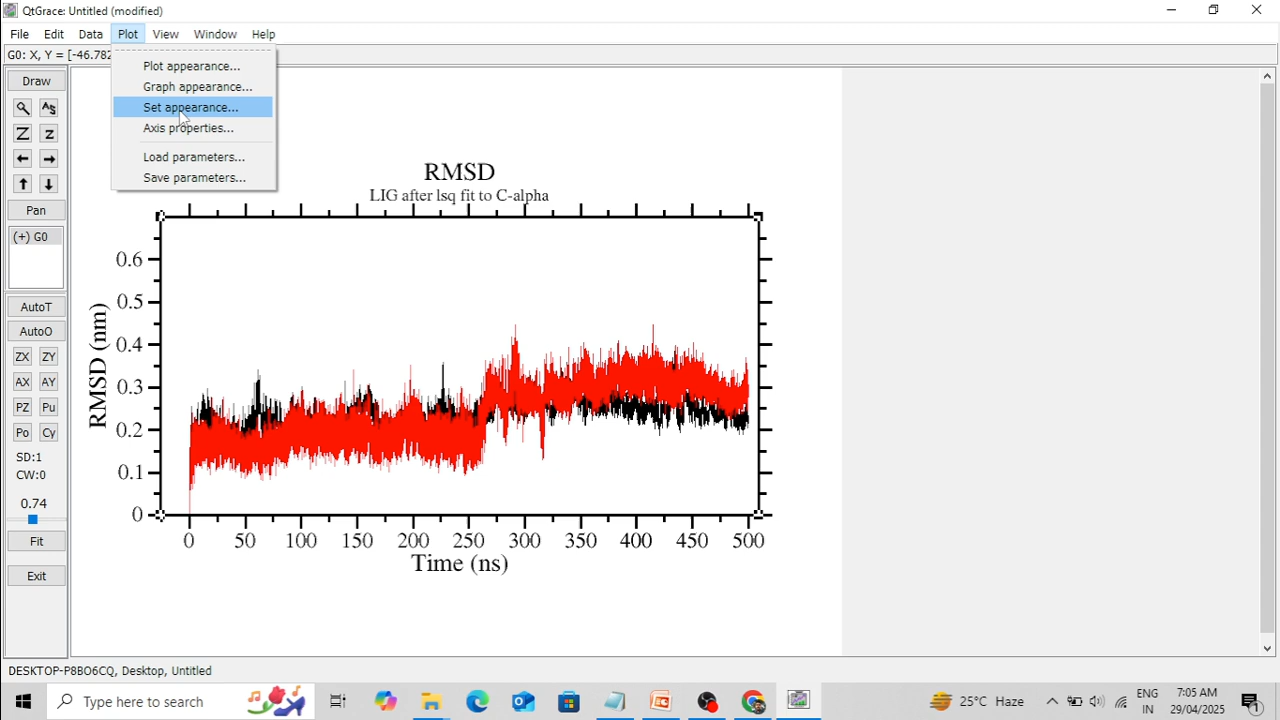 QtGrace: Untitled (modified)
File Edit Data Plot View Window Help
G0: X, Y = [-46.782
Plot appearance...
Graph appearance...
Set appearance...
Axis properties...
Load parameters...
Save parameters...
Draw
AS
Z z
Pan
(+) G0
AutoT
AutoO
ZX ZY
AX AY
PZ Pu
Po Cy
SD:1
CW:0
0.74
Fit
Exit
RMSD
LIG after lsq fit to C-alpha
RMSD (nm)
0.6
0.5
0.4
0.3
0.2
0.1
0
0 50 100 150 200 250 300 350 400 450 500
Time (ns)
DESKTOP-P8BO6CQ, Desktop, Untitled
Type here to search
25°C Haze
ENG
IN
7:05 AM
29/04/2025
1